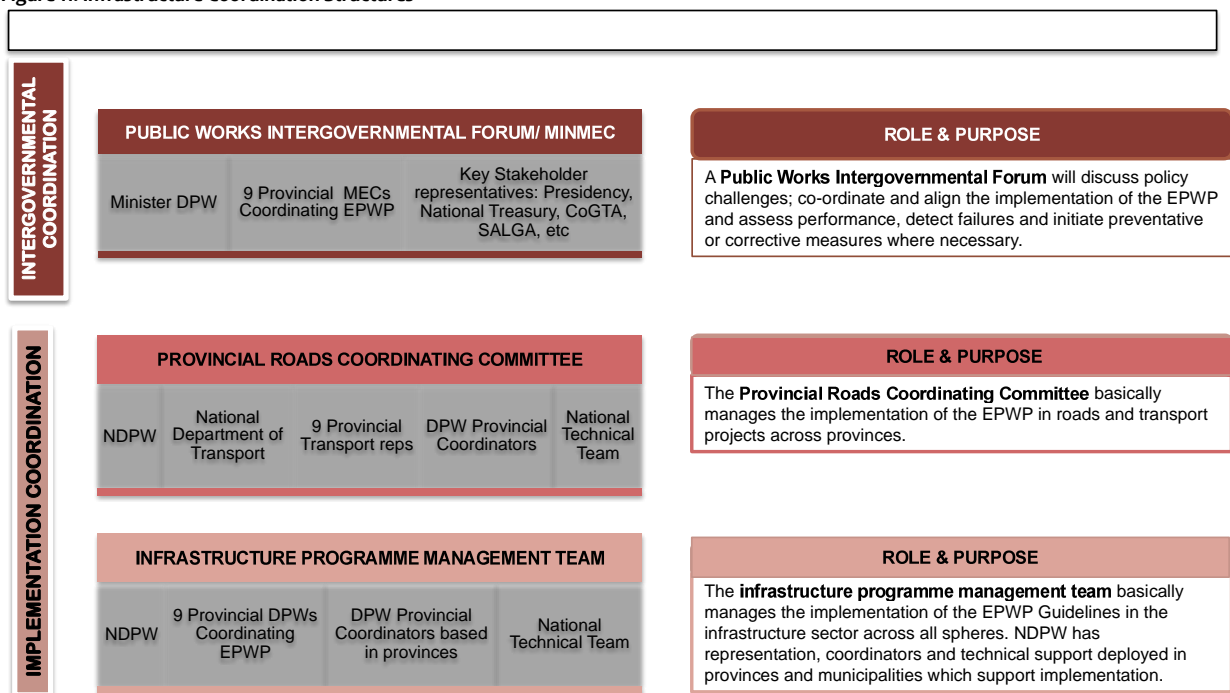 INTERGOVERNMENTAL
COORDINATION
PUBLIC WORKS INTERGOVERNMENTAL FORUM/ MINMEC
Minister DPW
9 Provincial MECs
Coordinating EPWP
Key Stakeholder
representatives: Presidency,
National Treasury, CoGTA,
SALGA, etc
ROLE & PURPOSE
A Public Works Intergovernmental Forum will discuss policy
challenges; co-ordinate and align the implementation of the EPWP
and assess performance, detect failures and initiate preventative
or corrective measures where necessary.
IMPLEMENTATION COORDINATION
PROVINCIAL ROADS COORDINATING COMMITTEE
NDPW
National
Department of
Transport
9 Provincial
Transport reps
DPW Provincial
Coordinators
National
Technical
Team
ROLE & PURPOSE
The Provincial Roads Coordinating Committee basically
manages the implementation of the EPWP in roads and transport
projects across provinces.
INFRASTRUCTURE PROGRAMME MANAGEMENT TEAM
NDPW
9 Provincial DPWs
Coordinating
EPWP
DPW Provincial
Coordinators based
in provinces
National
Technical Team
ROLE & PURPOSE
The infrastructure programme management team basically
manages the implementation of the EPWP Guidelines in the
infrastructure sector across all spheres. NDPW has
representation, coordinators and technical support deployed in
provinces and municipalities which support implementation.